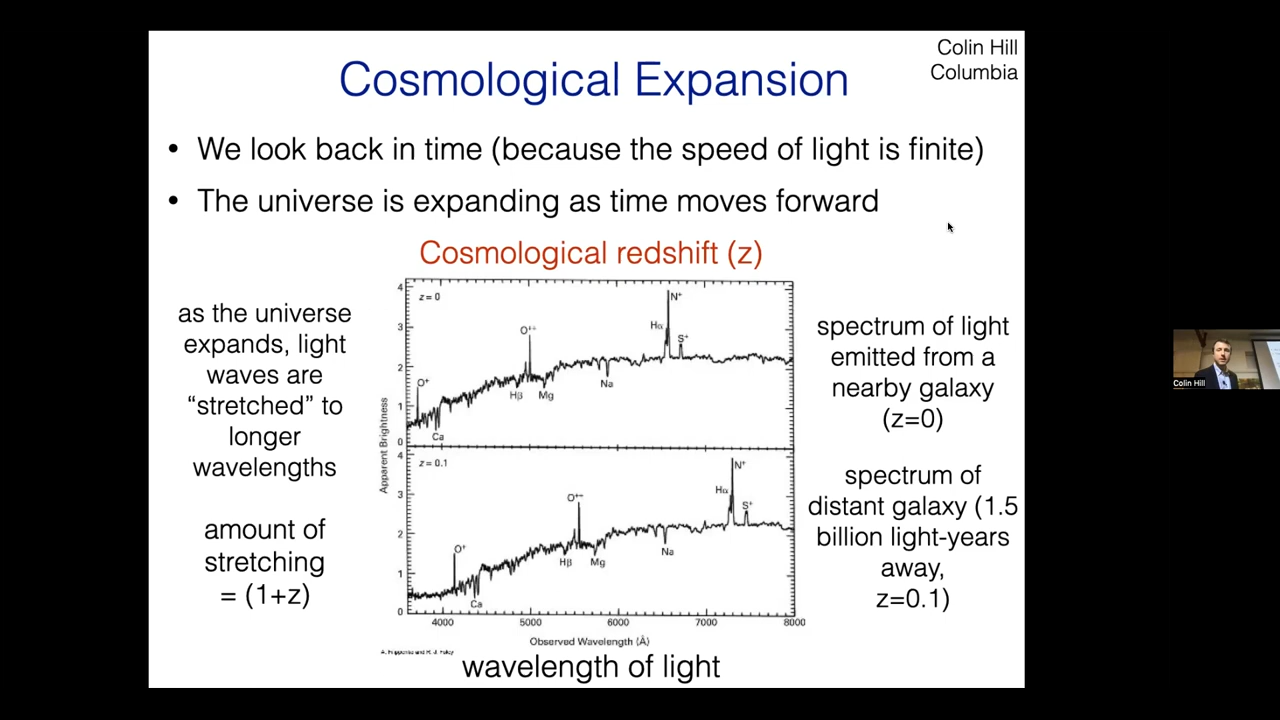 Colin Hill
Columbia
Cosmological Expansion
• We look back in time (because the speed of light is finite)
• The universe is expanding as time moves forward
Cosmological redshift (z)
as the universe
expands, light
waves are
“stretched” to
longer
wavelengths
amount of
stretching
= (1+z)
Apparent Brightness
4
3
2
1
0
z = 0
O⁺
Ca
Hβ
O⁺⁺
Mg
Na
Hα
N⁺
S⁺
4
3
2
1
0
z = 0.1
O⁺
Ca
Hβ
O⁺⁺
Mg
Na
Hα
N⁺
S⁺
4000 5000 6000 7000 8000
Observed Wavelength (Å)
wavelength of light
spectrum of light
emitted from a
nearby galaxy
(z=0)
spectrum of
distant galaxy (1.5
billion light-years
away,
z=0.1)
Colin Hill